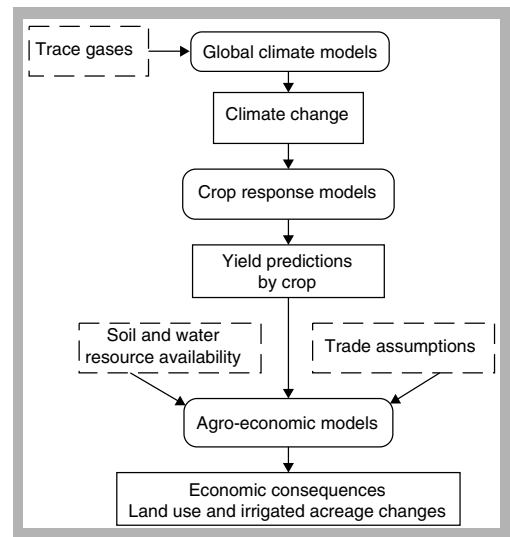 Trace gases
Global climate models
Climate change
Crop response models
Yield predictions
by crop
Soil and water
resource availability
Trade assumptions
Agro-economic models
Economic consequences
Land use and irrigated acreage changes